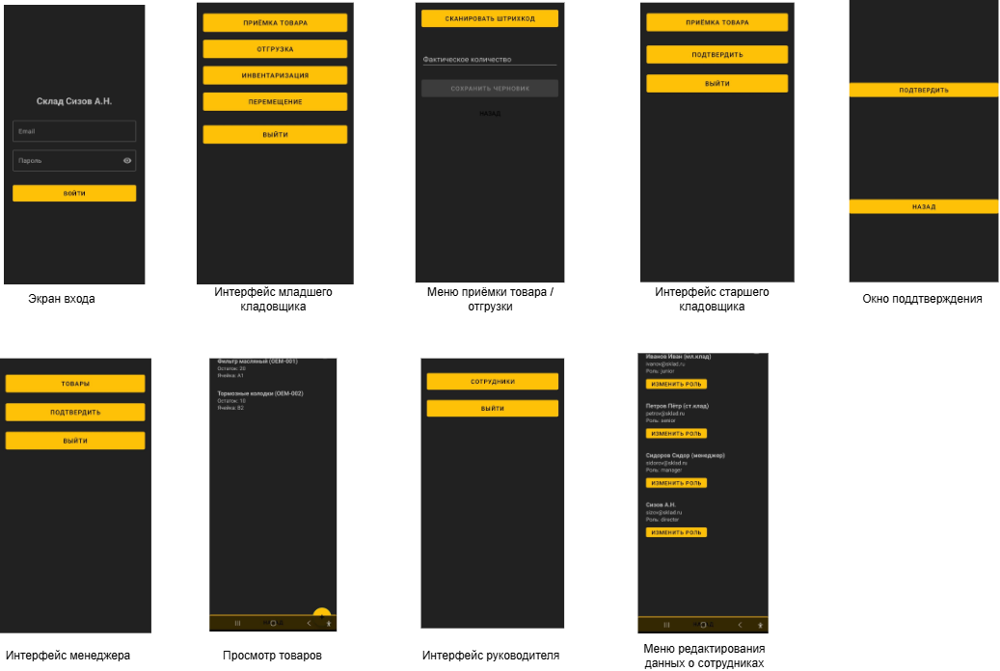 Склад Сизов А.Н.
Email
Пароль
ВОЙТИ
Экран входа
ПРИЁМКА ТОВАРА
ОТГРУЗКА
ИНВЕНТАРИЗАЦИЯ
ПЕРЕМЕЩЕНИЕ
ВЫЙТИ
Интерфейс младшего
кладовщика
СКАНИРОВАТЬ ШТРИХКОД
Фактическое количество
СОХРАНИТЬ ЧЕРНОВИК
НАЗАД
Меню приёмки товара /
отгрузки
ПРИЁМКА ТОВАРА
ПОДТВЕРДИТЬ
ВЫЙТИ
Интерфейс старшего
кладовщика
ПОДТВЕРДИТЬ
НАЗАД
Окно поддтверждения
ТОВАРЫ
ПОДТВЕРДИТЬ
ВЫЙТИ
Интерфейс менеджера
Фильтр масляный (OEM-001)
Остаток: 20
Ячейка: A1
Тормозные колодки (OEM-002)
Остаток: 10
Ячейка: B2
Просмотр товаров
СОТРУДНИКИ
ВЫЙТИ
Интерфейс руководителя
Иванов Иван (мл.клад)
ivanov@sklad.ru
Роль: junior
ИЗМЕНИТЬ РОЛЬ
Петров Пётр (ст.клад)
petrov@sklad.ru
Роль: senior
ИЗМЕНИТЬ РОЛЬ
Сидоров Сидор (менеджер)
sidorov@sklad.ru
Роль: manager
ИЗМЕНИТЬ РОЛЬ
Сизов А.Н.
sizov@sklad.ru
Роль: director
ИЗМЕНИТЬ РОЛЬ
Меню редактирования
данных о сотрудниках